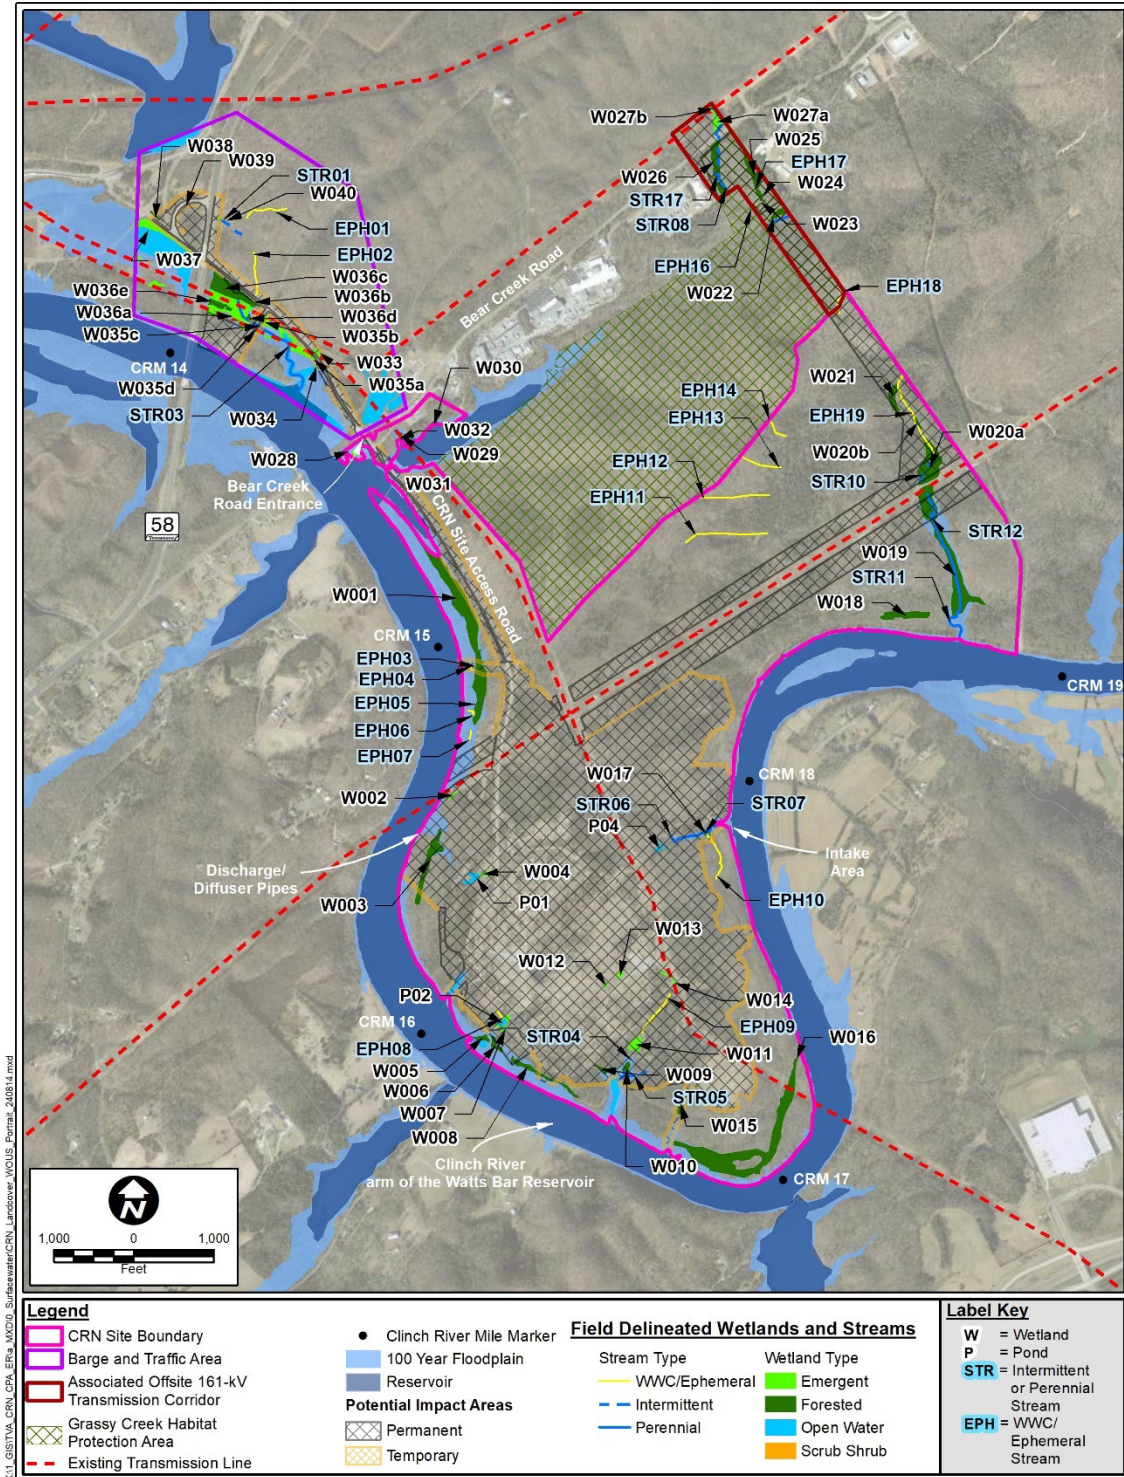 W027b
W027a
W025
EPH17
W038
W039
STR01
W040
W026
W024
STR17
STR08
W023
EPH01
EPH02
W037
W036c
EPH16
W022
EPH18
Bear Creek Road
W036e
W036b
W036a
W036d
W035c
W035b
CRM 14
W033
W035d
W035a
W030
STR03
W034
W021
EPH14
EPH13
EPH19
W032
W020a
W029
W020b
W028
EPH12
STR10
W031
Bear Creek
Road Entrance
EPH11
CRN Site Access Road
58
STR12
W019
W001
STR11
W018
CRM 15
EPH03
EPH04
CRM 19
EPH05
EPH06
EPH07
W017
CRM 18
W002
STR06
STR07
P04
Discharge/
Diffuser Pipes
Intake
Area
W004
W003
P01
EPH10
W013
W012
P02
W014
CRM 16
EPH09
STR04
W016
EPH08
W011
W005
W009
W006
STR05
W007
W015
W008
Clinch River
arm of the Watts Bar Reservoir
W010
CRM 17
1,000
0
1,000
Feet
Legend
CRN Site Boundary
Barge and Traffic Area
Associated Offsite 161-kV
Transmission Corridor
Grassy Creek Habitat
Protection Area
Existing Transmission Line
Clinch River Mile Marker
100 Year Floodplain
Reservoir
Potential Impact Areas
Permanent
Temporary
Field Delineated Wetlands and Streams
Stream Type
WWC/Ephemeral
Intermittent
Perennial
Wetland Type
Emergent
Forested
Open Water
Scrub Shrub
Label Key
W = Wetland
P = Pond
STR = Intermittent
or Perennial
Stream
EPH = WWC/
Ephemeral
Stream